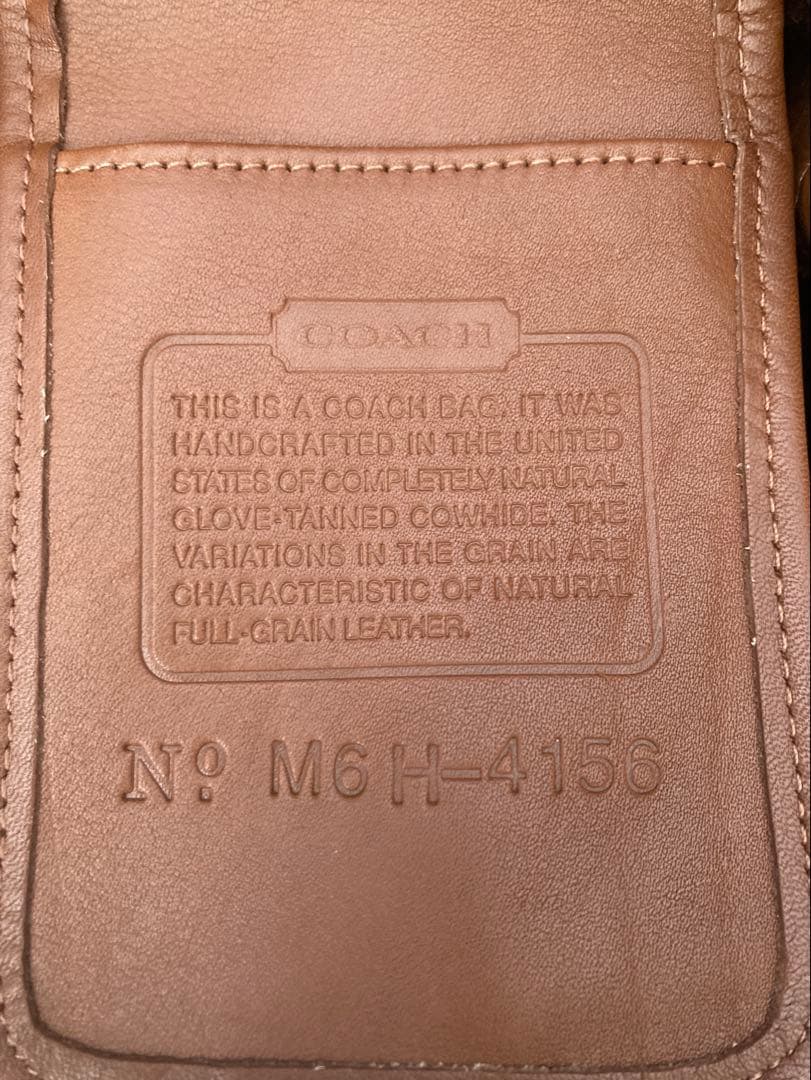 COACH
THIS IS A COACH BAG. IT WAS
HANDCRAFTED IN THE UNITED
STATES OF COMPLETELY NATURAL
GLOVE-TANNED COWHIDE. THE
VARIATIONS IN THE GRAIN ARE
CHARACTERISTIC OF NATURAL
FULL-GRAIN LEATHER.
Nº M6H-4156